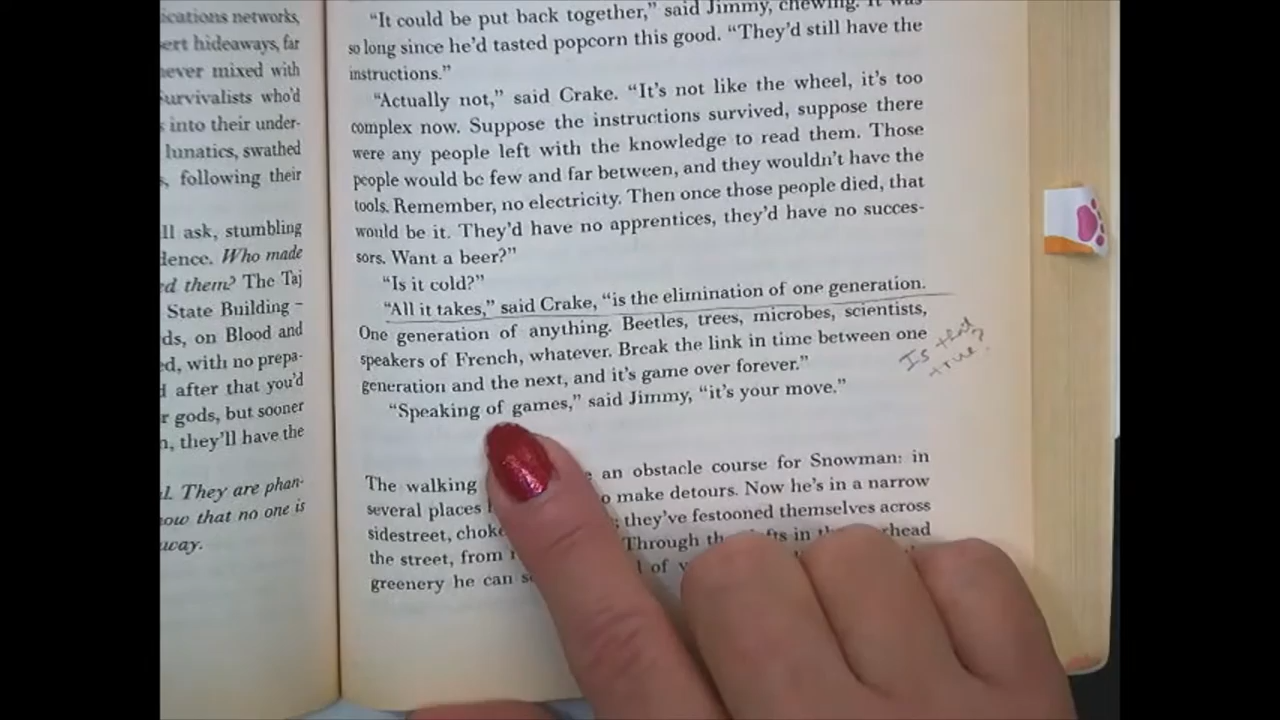 ications networks,
ert hideaways, far
never mixed with
Survivalists who'd
into their under-
lunatics, swathed
, following their
ll ask, stumbling
lence. Who made
d them? The Taj
State Building –
ds, on Blood and
ed, with no prepa-
d after that you'd
r gods, but sooner
n, they'll have the
l. They are phan-
ow that no one is
away.
"It could be put back together," said Jimmy, chewing. It was
so long since he'd tasted popcorn this good. "They'd still have the
instructions."
"Actually not," said Crake. "It's not like the wheel, it's too
complex now. Suppose the instructions survived, suppose there
were any people left with the knowledge to read them. Those
people would be few and far between, and they wouldn't have the
tools. Remember, no electricity. Then once those people died, that
would be it. They'd have no apprentices, they'd have no succes-
sors. Want a beer?"
"Is it cold?"
"All it takes," said Crake, "is the elimination of one generation.
One generation of anything. Beetles, trees, microbes, scientists,
speakers of French, whatever. Break the link in time between one
generation and the next, and it's game over forever."
"Speaking of games," said Jimmy, "it's your move."
Is that
true?
The walking an obstacle course for Snowman: in
several places to make detours. Now he's in a narrow
sidestreet, choke they've festooned themselves across
the street, from Through the in the overhead
greenery he can of